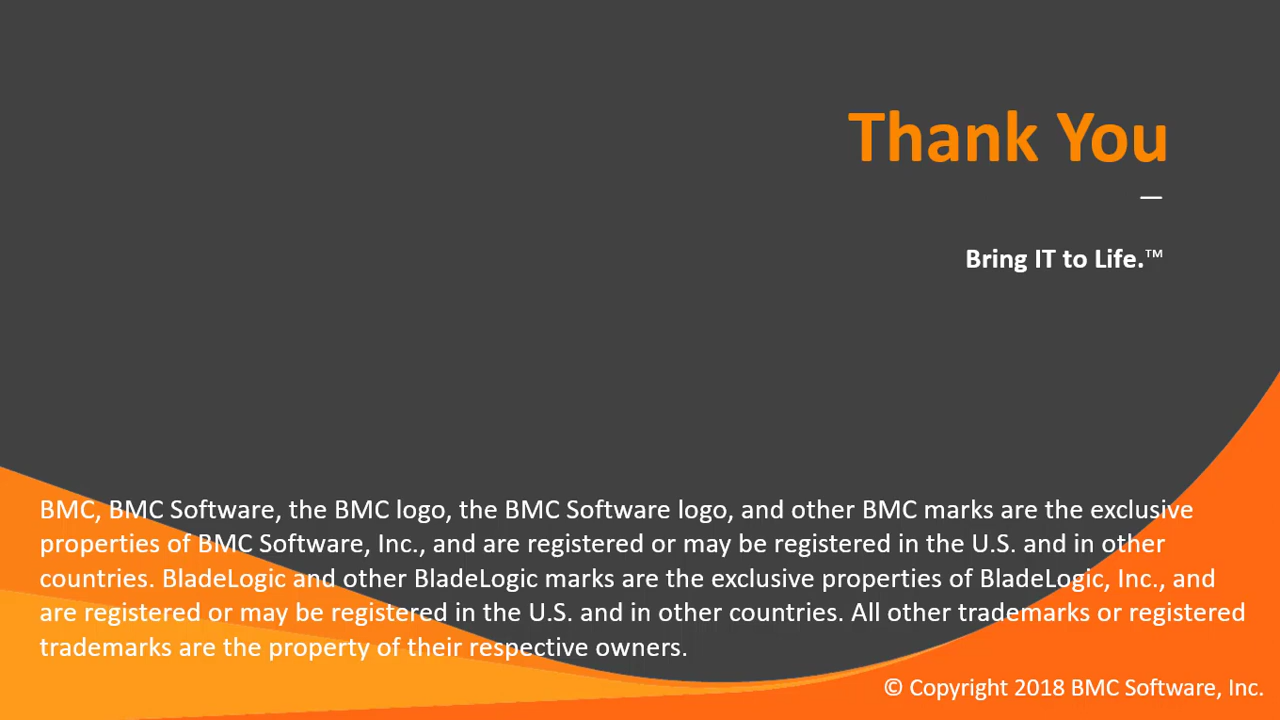 Thank You
—
Bring IT to Life.™
BMC, BMC Software, the BMC logo, the BMC Software logo, and other BMC marks are the exclusive
properties of BMC Software, Inc., and are registered or may be registered in the U.S. and in other
countries. BladeLogic and other BladeLogic marks are the exclusive properties of BladeLogic, Inc., and
are registered or may be registered in the U.S. and in other countries. All other trademarks or registered
trademarks are the property of their respective owners.
© Copyright 2018 BMC Software, Inc.